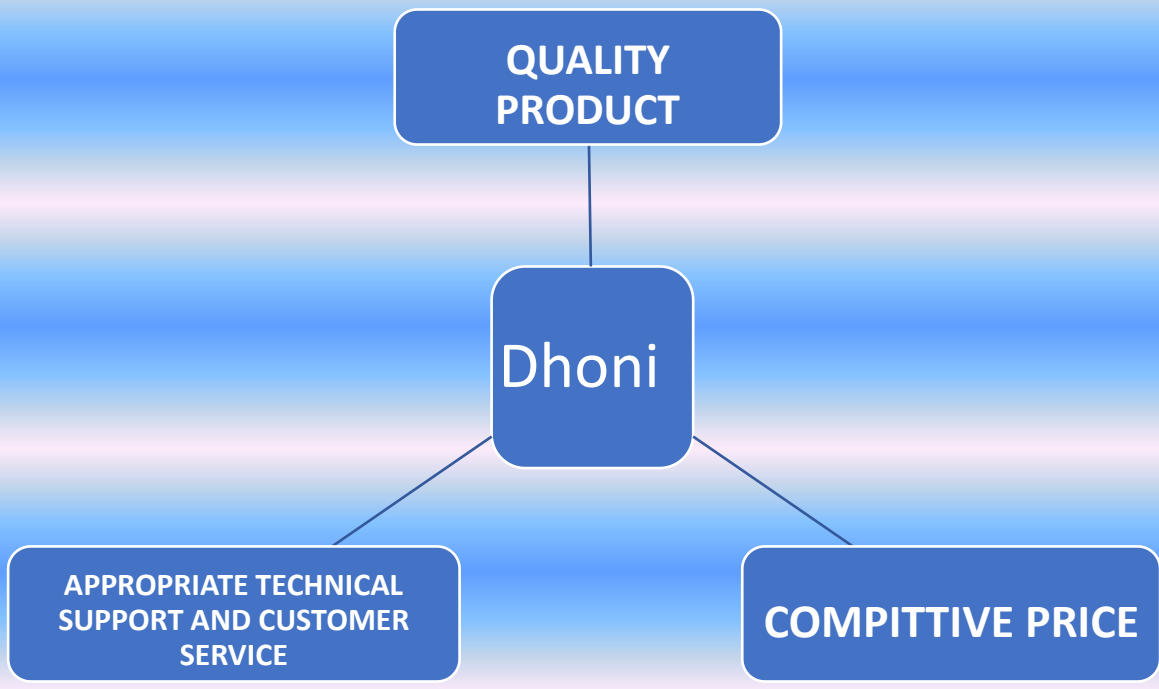 QUALITY
PRODUCT
Dhoni
APPROPRIATE TECHNICAL
SUPPORT AND CUSTOMER
SERVICE
COMPITTIVE PRICE